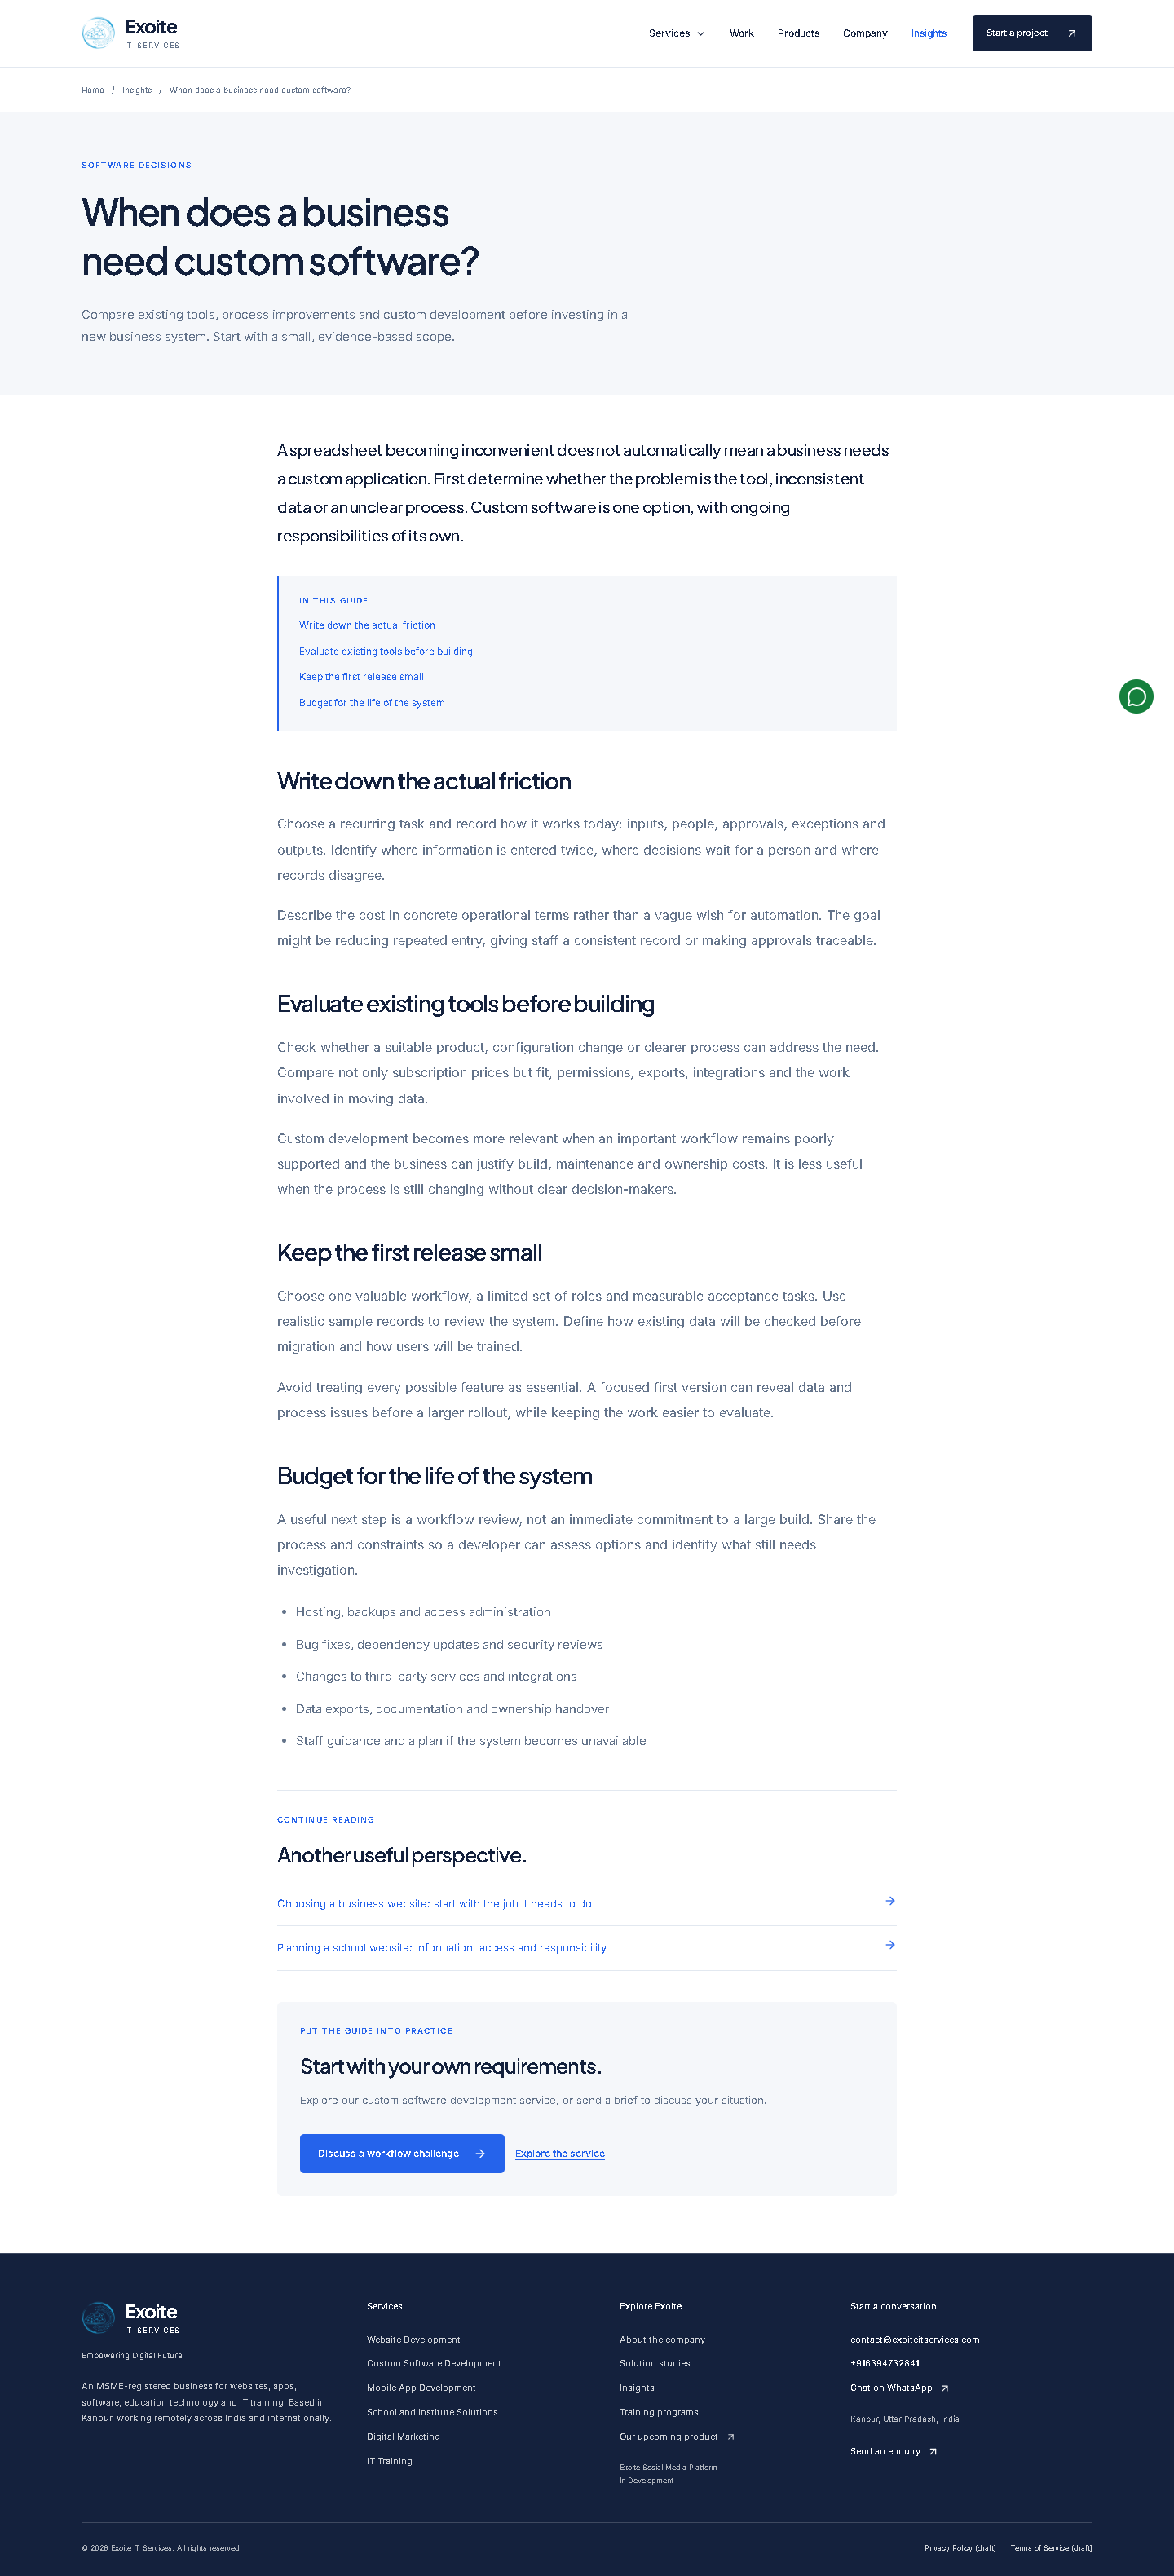 Exoite
IT SERVICES
Services
Work
Products
Company
Insights
Start a project
Home / Insights / When does a business need custom software?
SOFTWARE DECISIONS
When does a business
need custom software?
Compare existing tools, process improvements and custom development before investing in a
new business system. Start with a small, evidence-based scope.
A spreadsheet becoming inconvenient does not automatically mean a business needs
a custom application. First determine whether the problem is the tool, inconsistent
data or an unclear process. Custom software is one option, with ongoing
responsibilities of its own.
IN THIS GUIDE
Write down the actual friction
Evaluate existing tools before building
Keep the first release small
Budget for the life of the system
Write down the actual friction
Choose a recurring task and record how it works today: inputs, people, approvals, exceptions and
outputs. Identify where information is entered twice, where decisions wait for a person and where
records disagree.
Describe the cost in concrete operational terms rather than a vague wish for automation. The goal
might be reducing repeated entry, giving staff a consistent record or making approvals traceable.
Evaluate existing tools before building
Check whether a suitable product, configuration change or clearer process can address the need.
Compare not only subscription prices but fit, permissions, exports, integrations and the work
involved in moving data.
Custom development becomes more relevant when an important workflow remains poorly
supported and the business can justify build, maintenance and ownership costs. It is less useful
when the process is still changing without clear decision-makers.
Keep the first release small
Choose one valuable workflow, a limited set of roles and measurable acceptance tasks. Use
realistic sample records to review the system. Define how existing data will be checked before
migration and how users will be trained.
Avoid treating every possible feature as essential. A focused first version can reveal data and
process issues before a larger rollout, while keeping the work easier to evaluate.
Budget for the life of the system
A useful next step is a workflow review, not an immediate commitment to a large build. Share the
process and constraints so a developer can assess options and identify what still needs
investigation.
• Hosting, backups and access administration
• Bug fixes, dependency updates and security reviews
• Changes to third-party services and integrations
• Data exports, documentation and ownership handover
• Staff guidance and a plan if the system becomes unavailable
CONTINUE READING
Another useful perspective.
Choosing a business website: start with the job it needs to do
Planning a school website: information, access and responsibility
PUT THE GUIDE INTO PRACTICE
Start with your own requirements.
Explore our custom software development service, or send a brief to discuss your situation.
Discuss a workflow challenge
Explore the service
Exoite
IT SERVICES
Empowering Digital Future
An MSME-registered business for websites, apps,
software, education technology and IT training. Based in
Kanpur, working remotely across India and internationally.
Services
Website Development
Custom Software Development
Mobile App Development
School and Institute Solutions
Digital Marketing
IT Training
Explore Exoite
About the company
Solution studies
Insights
Training programs
Our upcoming product
Exoite Social Media Platform
In Development
Start a conversation
contact@exoiteitservices.com
+916394732841
Chat on WhatsApp
Kanpur, Uttar Pradesh, India
Send an enquiry
© 2026 Exoite IT Services. All rights reserved.
Privacy Policy (draft)
Terms of Service (draft)